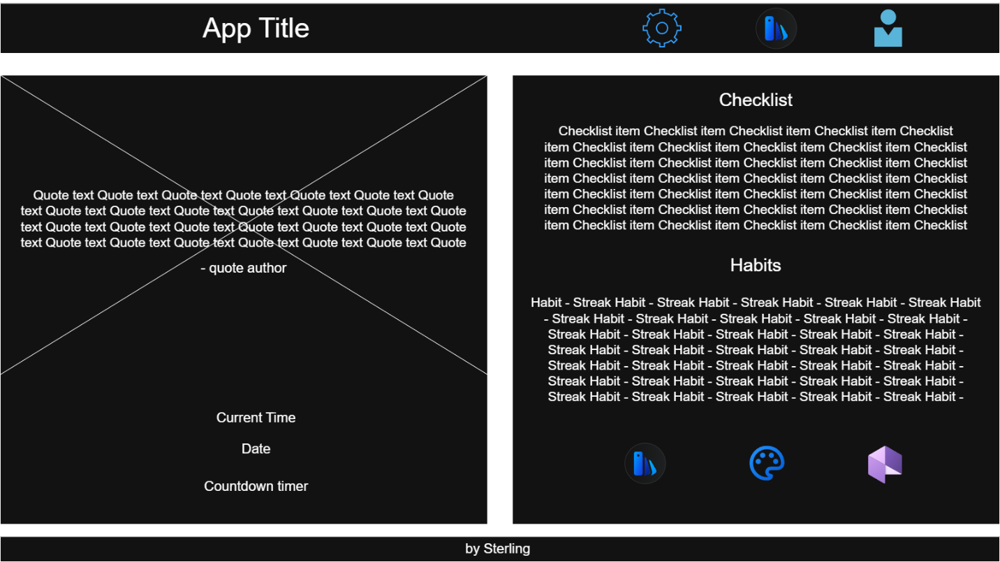 App Title
Quote text Quote text Quote text Quote text Quote text Quote text Quote
text Quote text Quote text Quote text Quote text Quote text Quote text Quote
text Quote text Quote text Quote text Quote text Quote text Quote text Quote
text Quote text Quote text Quote text Quote text Quote text Quote text Quote
- quote author
Current Time
Date
Countdown timer
Checklist
Checklist item Checklist item Checklist item Checklist item Checklist
item Checklist item Checklist item Checklist item Checklist item Checklist
item Checklist item Checklist item Checklist item Checklist item Checklist
item Checklist item Checklist item Checklist item Checklist item Checklist
item Checklist item Checklist item Checklist item Checklist item Checklist
item Checklist item Checklist item Checklist item Checklist item Checklist
item Checklist item Checklist item Checklist item Checklist item Checklist
Habits
Habit - Streak Habit - Streak Habit - Streak Habit - Streak Habit - Streak Habit
- Streak Habit - Streak Habit - Streak Habit - Streak Habit - Streak Habit -
Streak Habit - Streak Habit - Streak Habit - Streak Habit - Streak Habit -
Streak Habit - Streak Habit - Streak Habit - Streak Habit - Streak Habit -
Streak Habit - Streak Habit - Streak Habit - Streak Habit - Streak Habit -
Streak Habit - Streak Habit - Streak Habit - Streak Habit - Streak Habit -
Streak Habit - Streak Habit - Streak Habit - Streak Habit - Streak Habit -
by Sterling